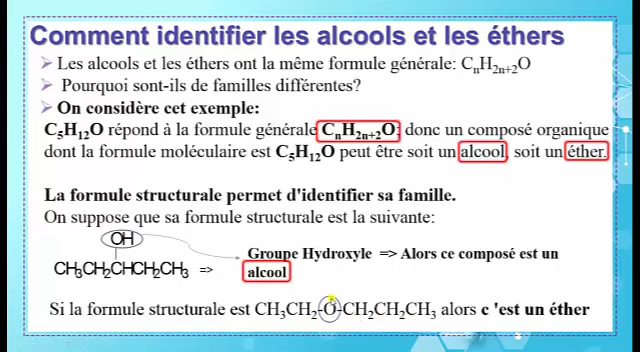 Comment identifier les alcools et les éthers
➢ Les alcools et les éthers ont la même formule générale: CₙH₂ₙ₊₂O
➢ Pourquoi sont-ils de familles différentes?
➢ On considère cet exemple:
C₅H₁₂O répond à la formule générale CₙH₂ₙ₊₂O; donc un composé organique
dont la formule moléculaire est C₅H₁₂O peut être soit un alcool, soit un éther.
La formule structurale permet d'identifier sa famille.
On suppose que sa formule structurale est la suivante:
OH
CH₃CH₂CHCH₂CH₃ => Groupe Hydroxyle => Alors ce composé est un
alcool
Si la formule structurale est CH₃CH₂-O-CH₂CH₂CH₃ alors c 'est un éther